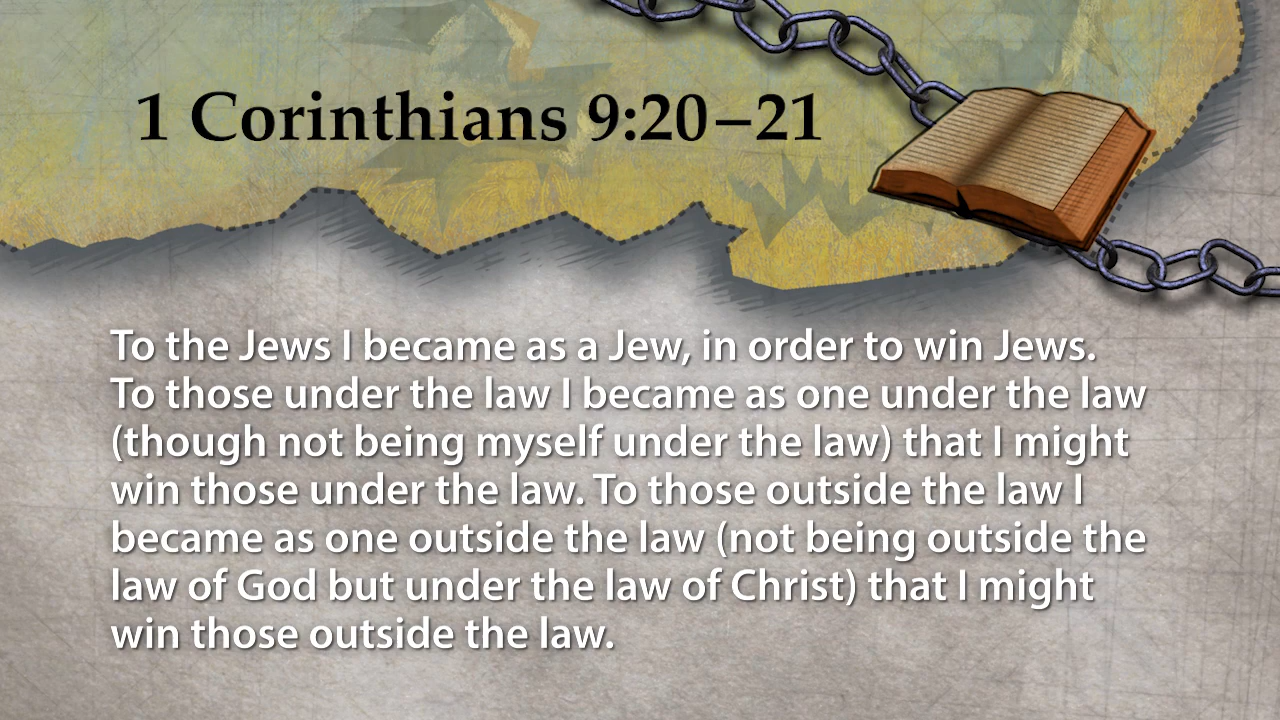 1 Corinthians 9:20–21
To the Jews I became as a Jew, in order to win Jews.
To those under the law I became as one under the law
(though not being myself under the law) that I might
win those under the law. To those outside the law I
became as one outside the law (not being outside the
law of God but under the law of Christ) that I might
win those outside the law.